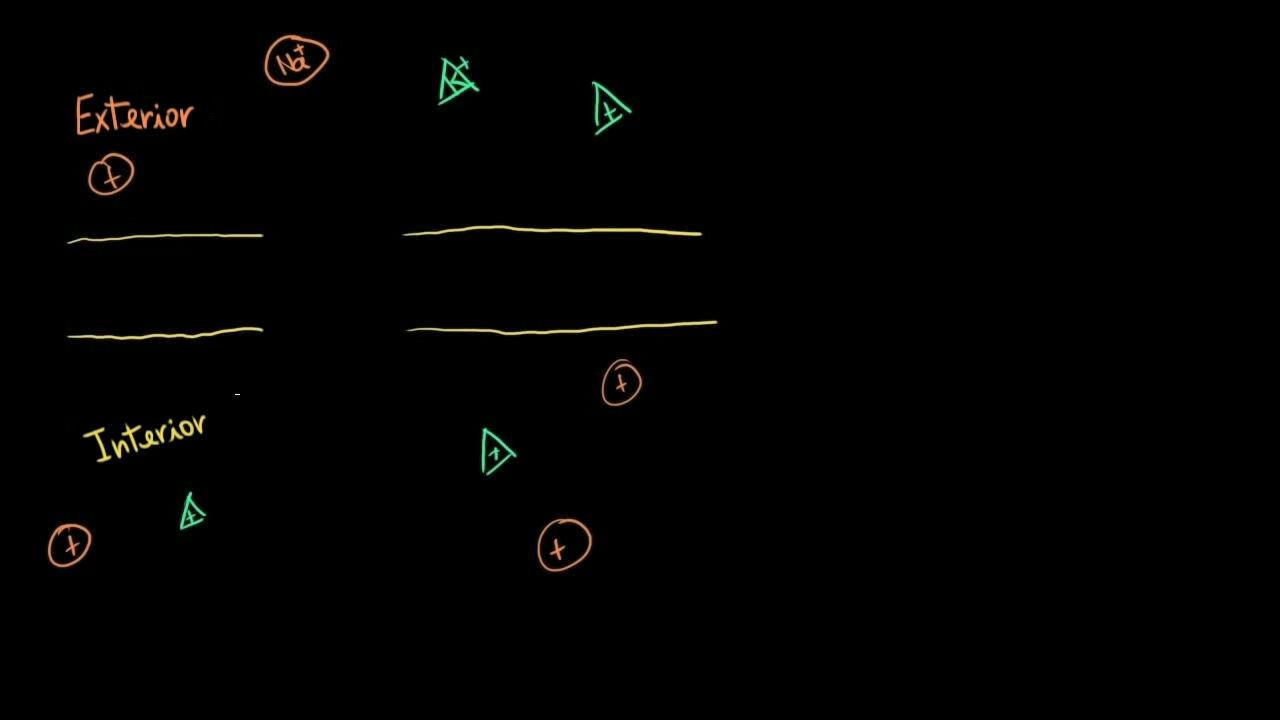 Na+
K+
Exterior
+
+
+
Interior
+
+
+
+